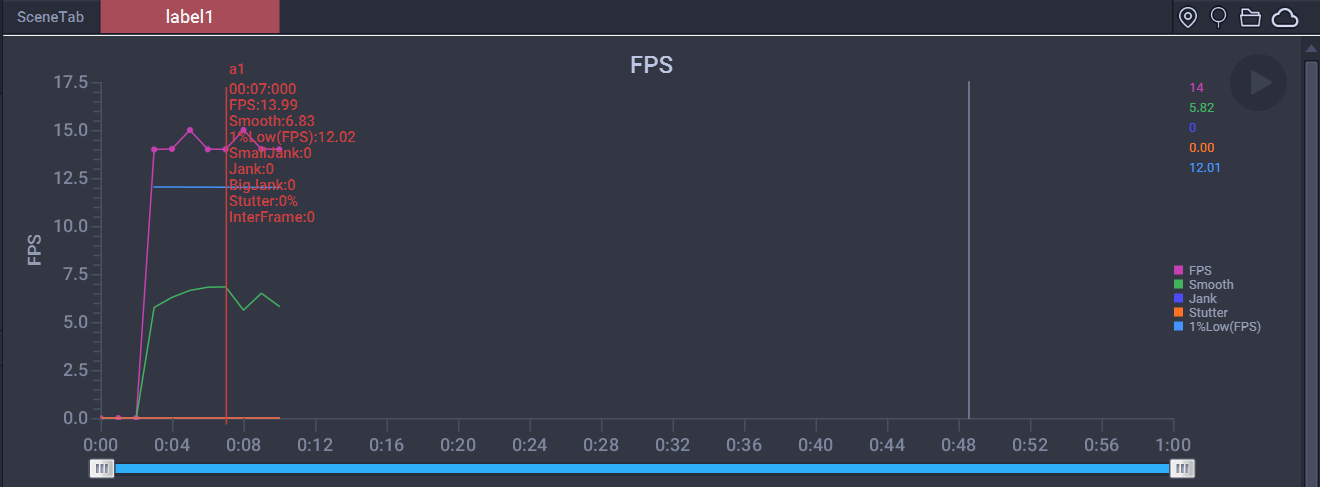 SceneTab
label1
FPS
a1
00:07:000
FPS:13.99
Smooth:6.83
1%Low(FPS):12.02
SmallJank:0
Jank:0
BigJank:0
Stutter:0%
InterFrame:0
17.5
15.0
12.5
10.0
7.5
5.0
2.5
0.0
FPS
14
5.82
0
0.00
12.01
FPS
Smooth
Jank
Stutter
1%Low(FPS)
0:00 0:04 0:08 0:12 0:16 0:20 0:24 0:28 0:32 0:36 0:40 0:44 0:48 0:52 0:56 1:00